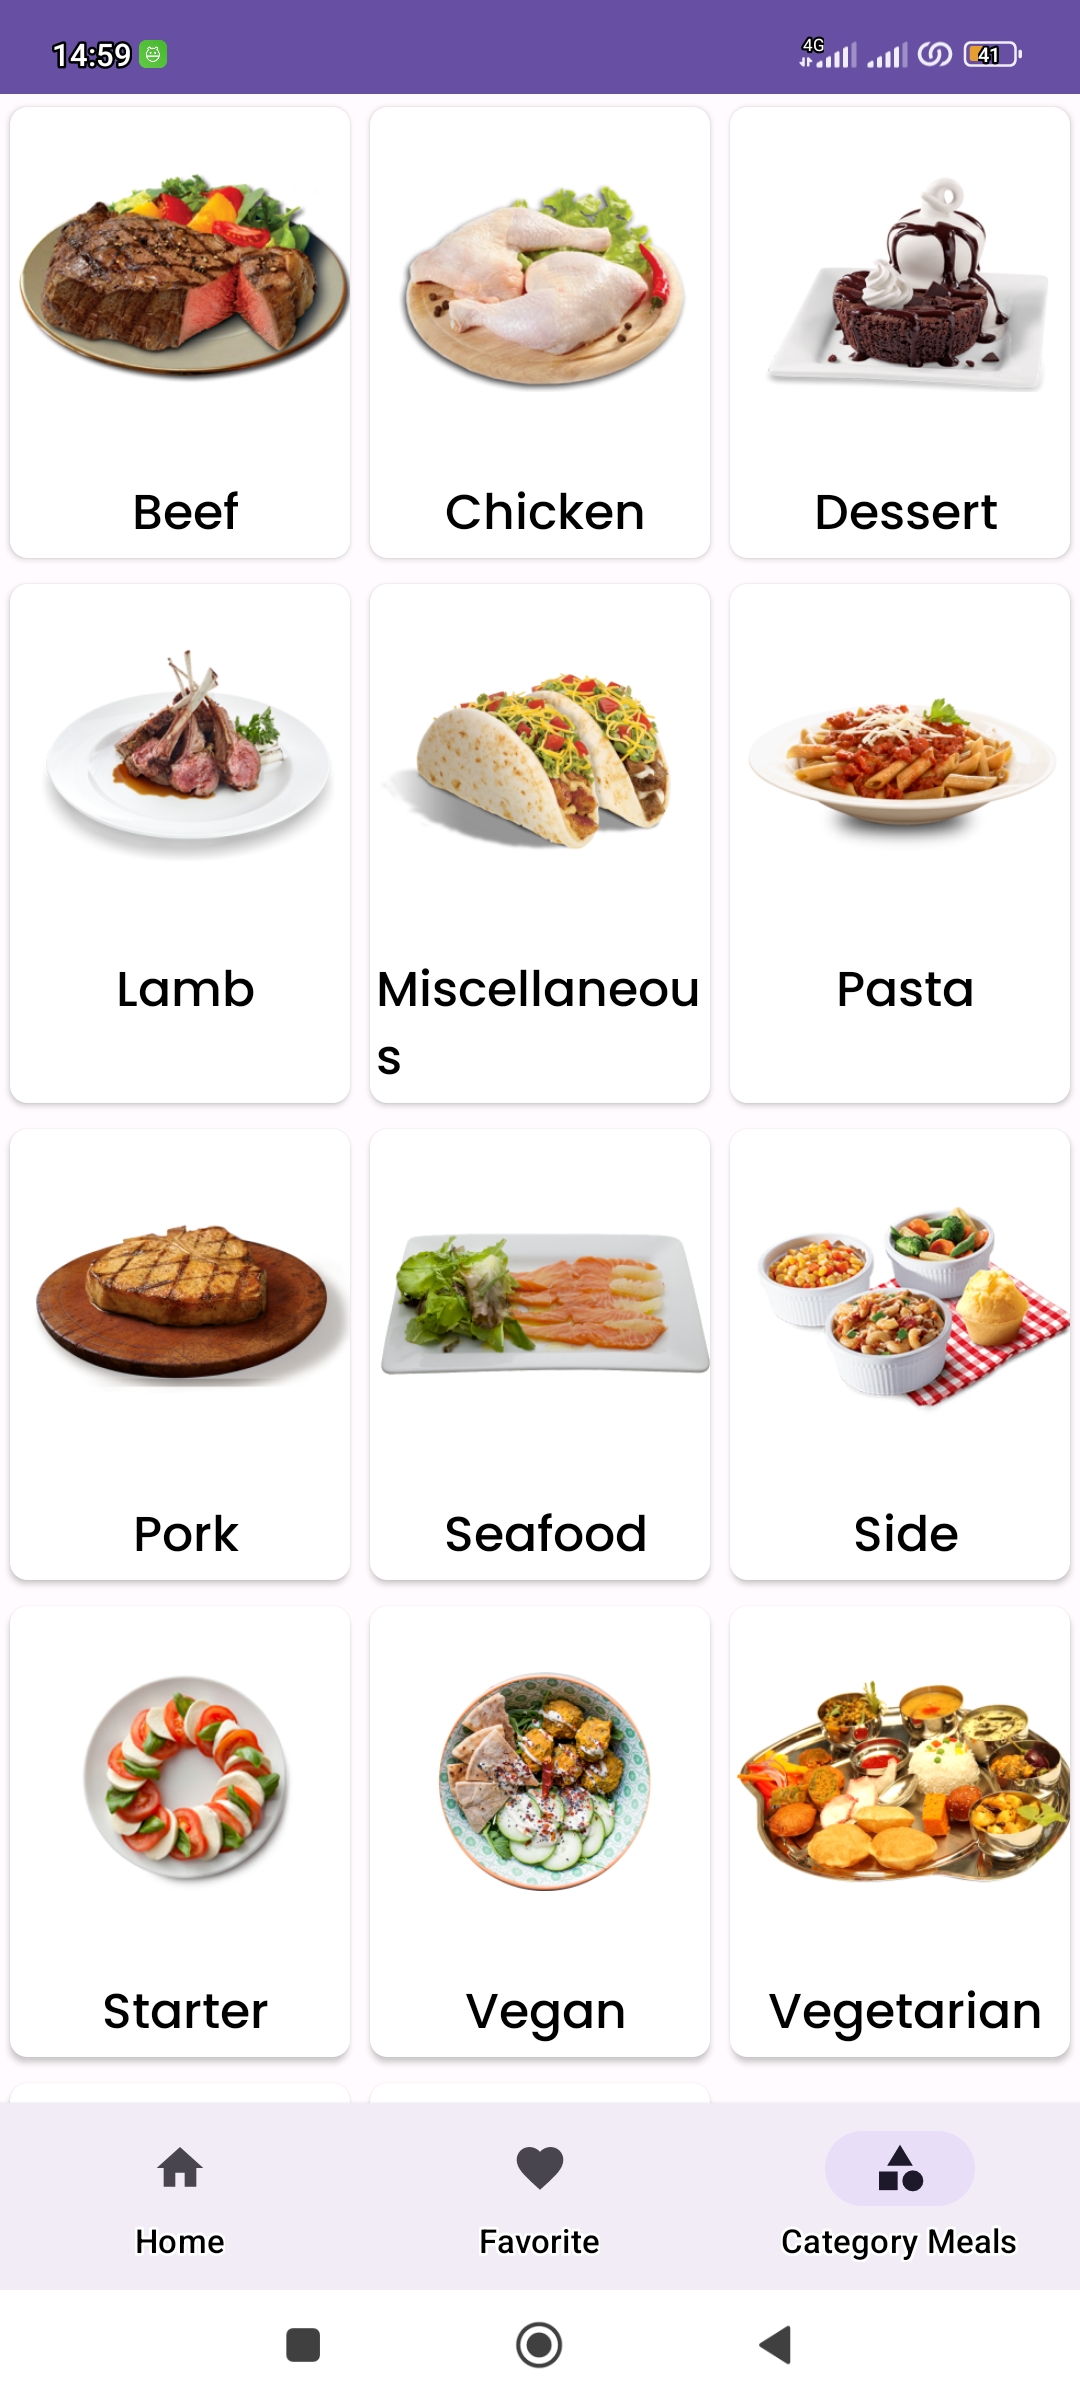 14:59
4G
41
Beef
Chicken
Dessert
Lamb
Miscellaneou
s
Pasta
Pork
Seafood
Side
Starter
Vegan
Vegetarian
Home
Favorite
Category Meals